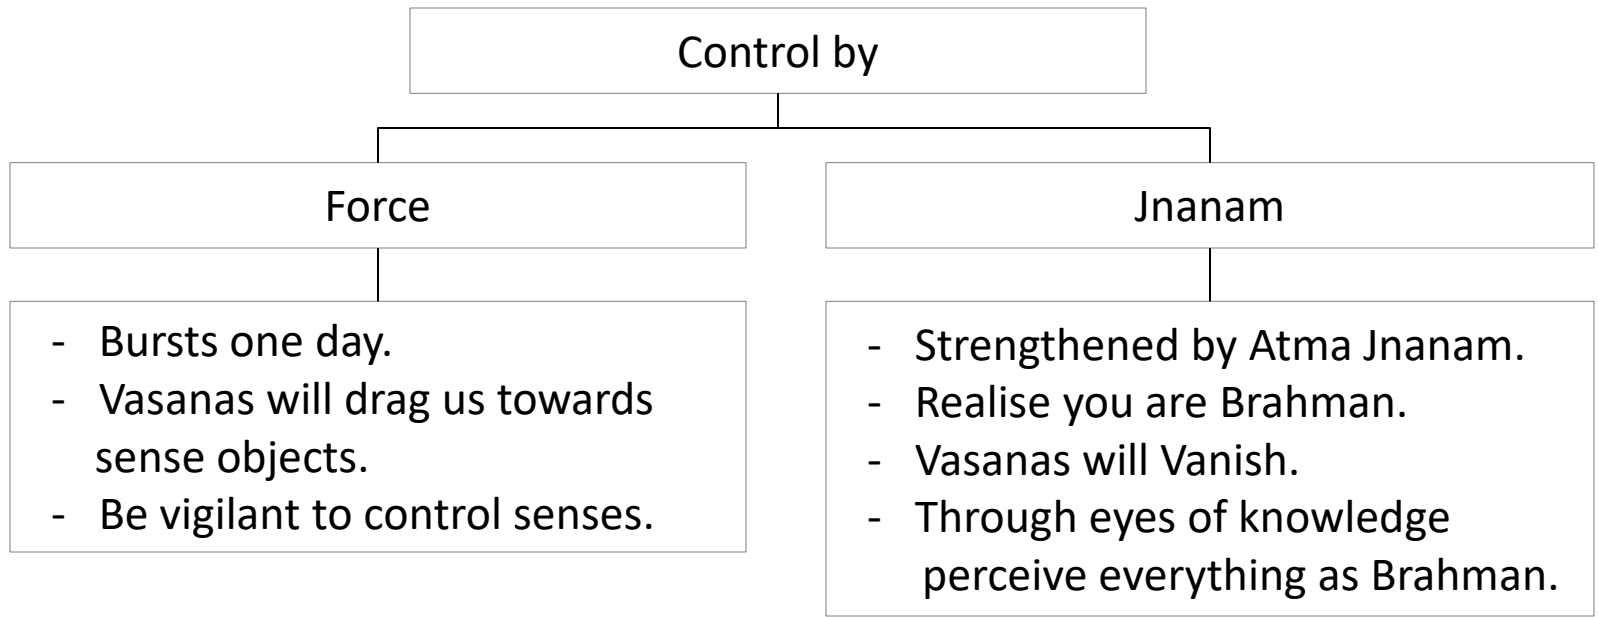 Control by
Force
Jnanam
- Bursts one day.
- Vasanas will drag us towards
sense objects.
- Be vigilant to control senses.
- Strengthened by Atma Jnanam.
- Realise you are Brahman.
- Vasanas will Vanish.
- Through eyes of knowledge
perceive everything as Brahman.